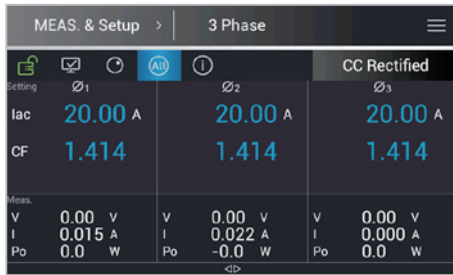 MEAS. & Setup > 3 Phase
All i CC Rectified
Setting Ø1 Ø2 Ø3
Iac 20.00 A 20.00 A 20.00 A
CF 1.414 1.414 1.414
Meas.
V 0.00 V V 0.00 V V 0.00 V
I 0.015 A I 0.022 A I 0.000 A
Po 0.0 W Po -0.0 W Po 0.0 W